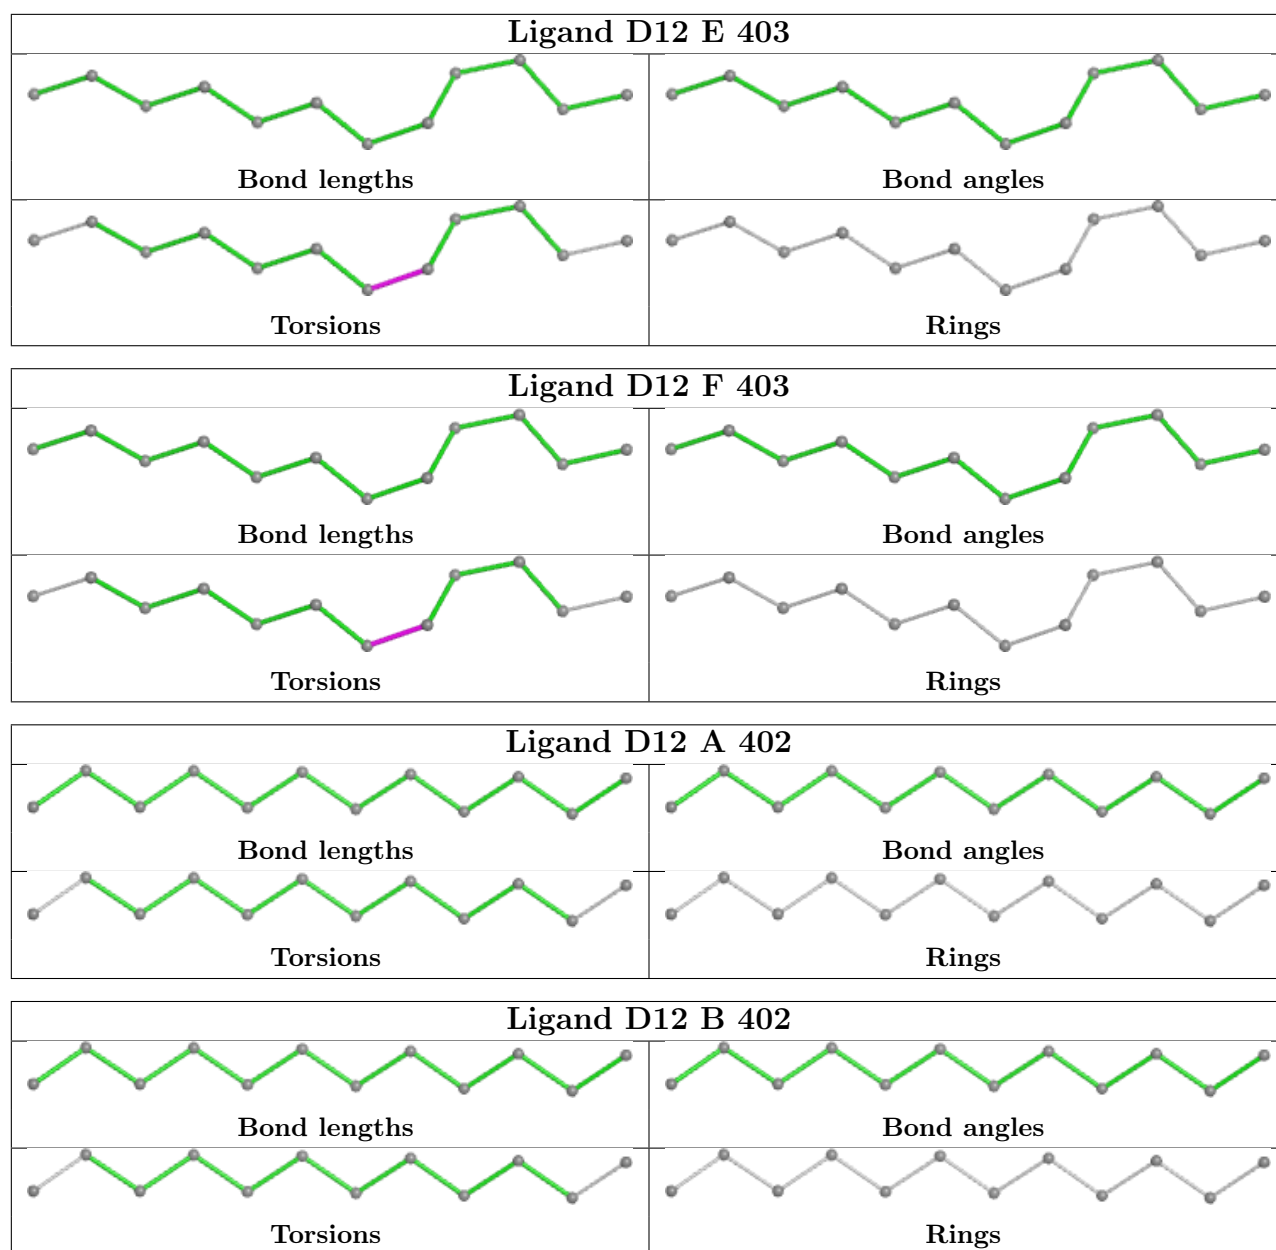 Ligand D12 E 403
Bond lengths
Bond angles
Torsions
Rings
Ligand D12 F 403
Bond lengths
Bond angles
Torsions
Rings
Ligand D12 A 402
Bond lengths
Bond angles
Torsions
Rings
Ligand D12 B 402
Bond lengths
Bond angles
Torsions
Rings